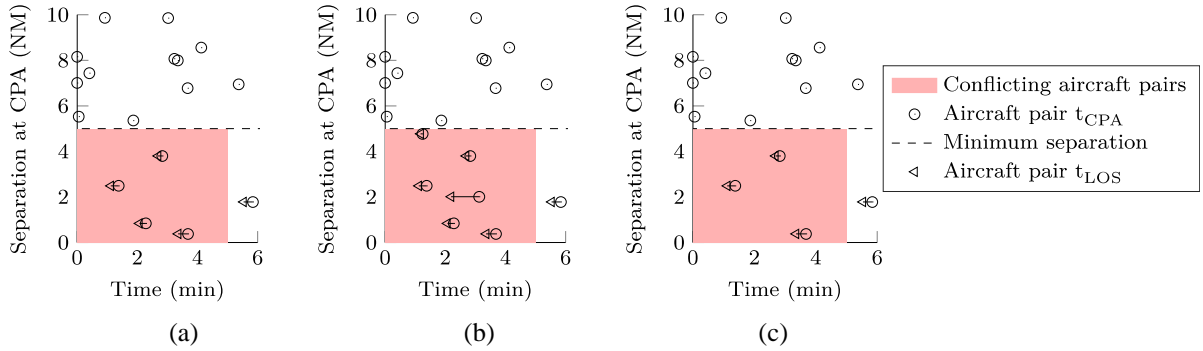 Separation at CPA (NM)
10
8
6
4
2
0
0 2 4 6
Time (min)
(a)
Separation at CPA (NM)
10
8
6
4
2
0
0 2 4 6
Time (min)
(b)
Separation at CPA (NM)
10
8
6
4
2
0
0 2 4 6
Time (min)
(c)
Conflicting aircraft pairs
Aircraft pair tCPA
Minimum separation
Aircraft pair tLOS